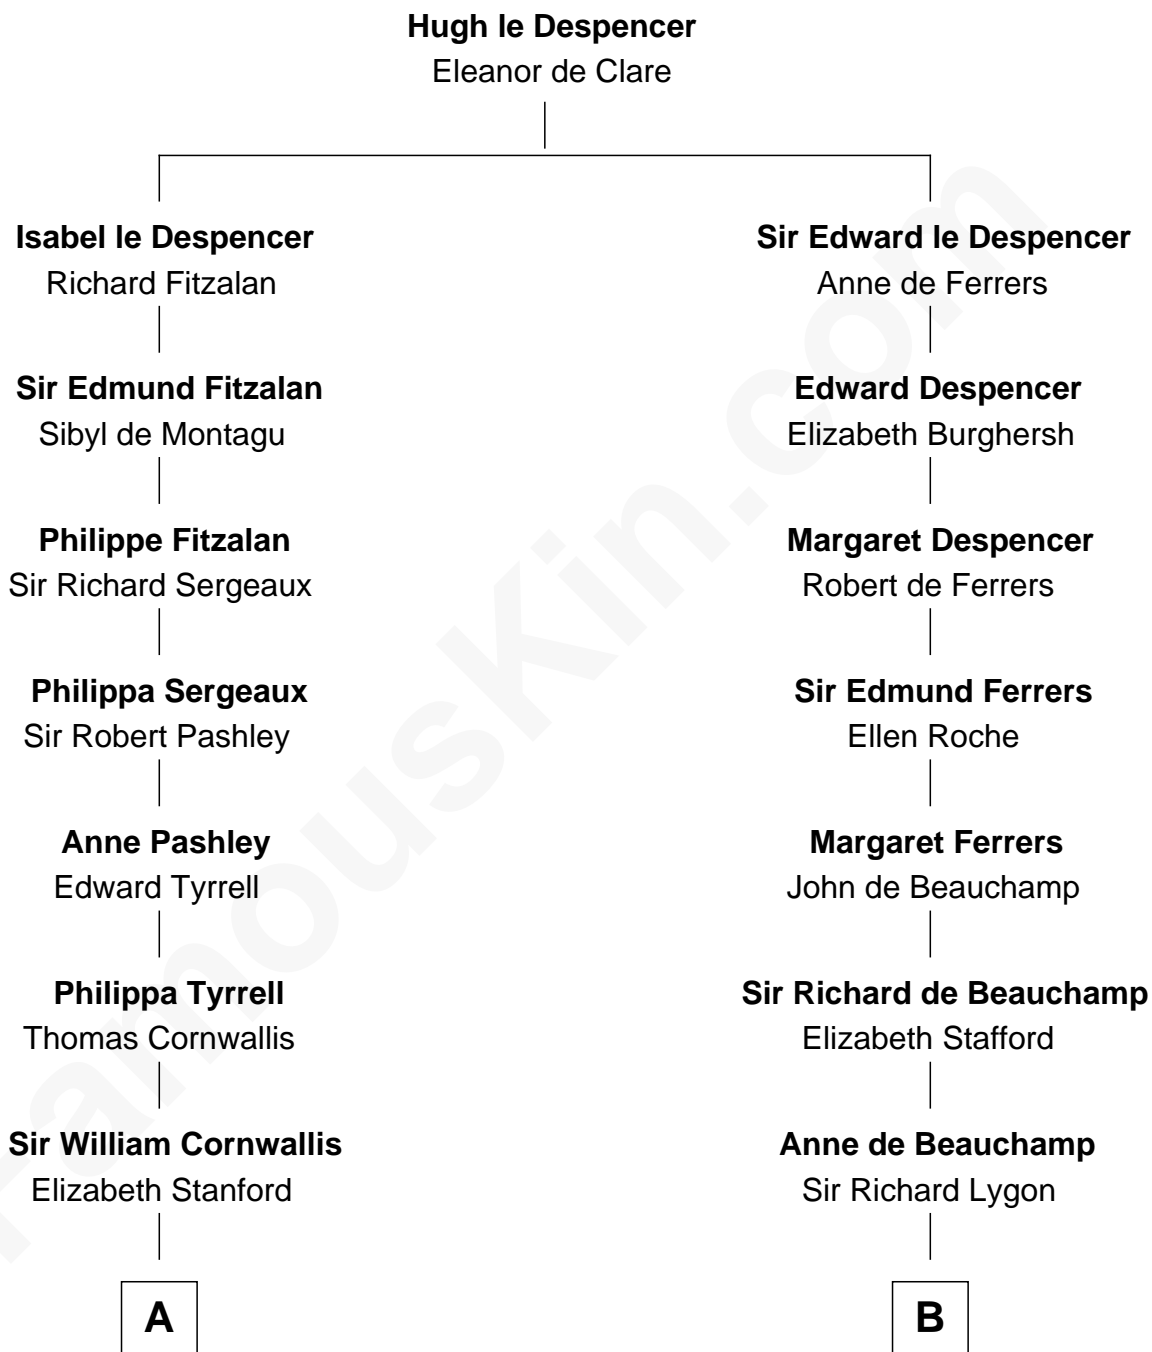 Hugh le Despencer
Eleanor de Clare
Isabel le Despencer
Richard Fitzalan
Sir Edward le Despencer
Anne de Ferrers
Sir Edmund Fitzalan
Sibyl de Montagu
Edward Despencer
Elizabeth Burghersh
Philippe Fitzalan
Sir Richard Sergeaux
Margaret Despencer
Robert de Ferrers
Philippa Sergeaux
Sir Robert Pashley
Sir Edmund Ferrers
Ellen Roche
Anne Pashley
Edward Tyrrell
Margaret Ferrers
John de Beauchamp
Philippa Tyrrell
Thomas Cornwallis
Sir Richard de Beauchamp
Elizabeth Stafford
Sir William Cornwallis
Elizabeth Stanford
Anne de Beauchamp
Sir Richard Lygon
A
B
FamousKin.com